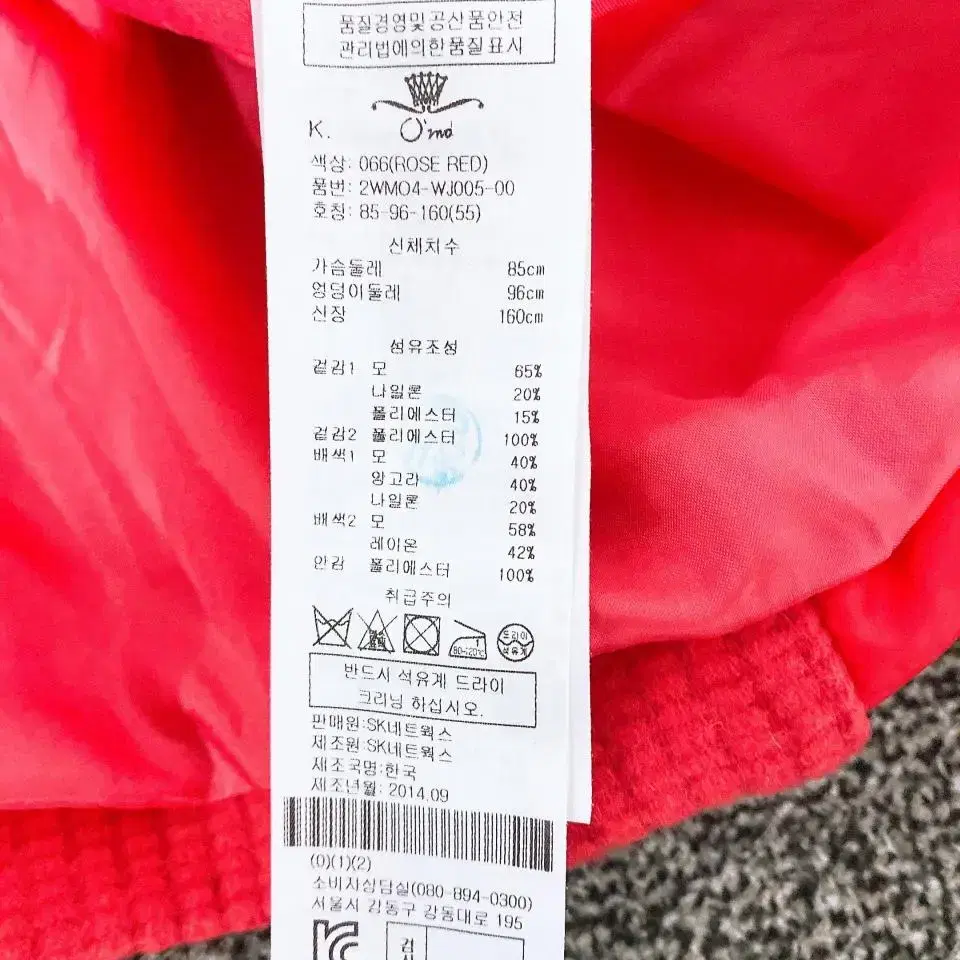 품질경영및공산품안전
관리법에의한품질표시
K.
O'2nd
색상: 066(ROSE RED)
품번: 2WMO4-WJ005-00
호칭: 85-96-160(55)
신체치수
가슴둘레 85cm
엉덩이둘레 96cm
신장 160cm
섬유조성
겉감1 모 65%
나일론 20%
폴리에스터 15%
겉감2 폴리에스터 100%
배색1 모 40%
앙고라 40%
나일론 20%
배색2 모 58%
레이온 42%
안감 폴리에스터 100%
취급주의
80~120℃
드라이
석유계
반드시 석유계 드라이
크리닝 하십시오.
판매원:SK네트웍스
제조원:SK네트웍스
제조국명:한국
제조년월: 2014.09
(0)(1)(2)
소비자상담실(080-894-0300)
서울시 강동구 강동대로 195
검